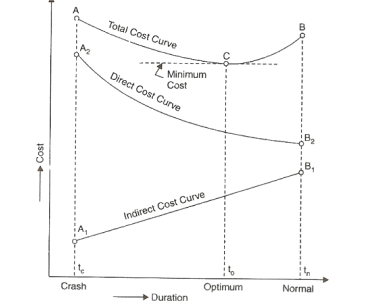 A
B
Total Cost Curve
A2
C
Minimum
Cost
Direct Cost Curve
B2
B1
Cost
Indirect Cost Curve
A1
tc
to
tn
Crash
Optimum
Normal
Duration